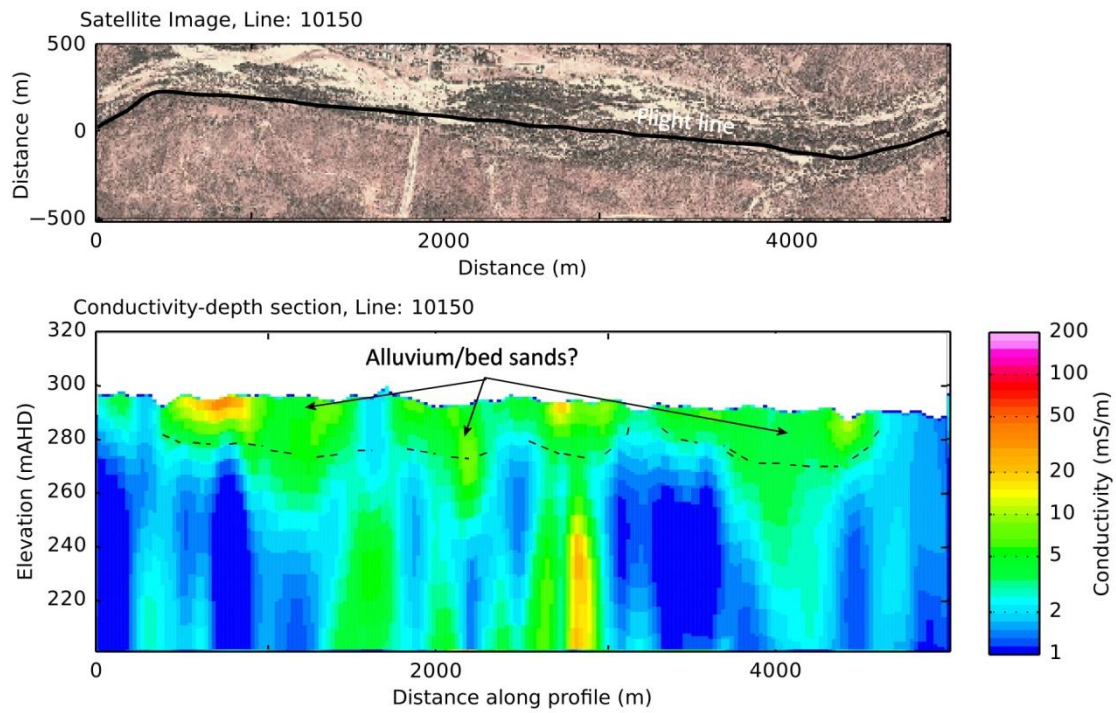 Satellite Image, Line: 10150
500
0
−500
Distance (m)
Flight line
0 2000 4000
Distance (m)
Conductivity-depth section, Line: 10150
320
300
280
260
240
220
Elevation (mAHD)
Alluvium/bed sands?
0 2000 4000
Distance along profile (m)
200
100
50
20
10
5
2
1
Conductivity (mS/m)